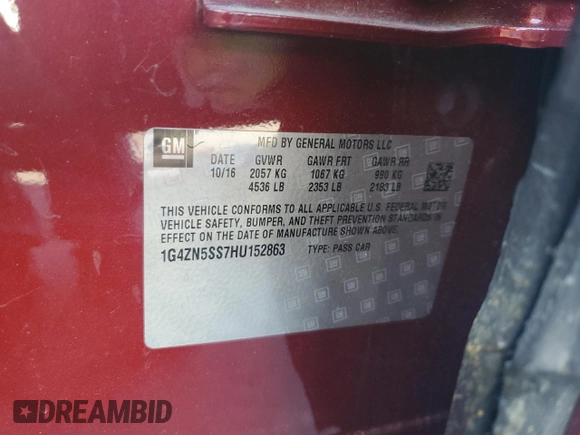 GM
MFD BY GENERAL MOTORS LLC
DATE GVWR GAWR FRT GAWR RR
10/16 2057 KG 1067 KG 990 KG
4536 LB 2353 LB 2183 LB
THIS VEHICLE CONFORMS TO ALL APPLICABLE U.S. FEDERAL MOTOR
VEHICLE SAFETY, BUMPER, AND THEFT PREVENTION STANDARDS IN
EFFECT ON THE DATE OF MANUFACTURE SHOWN ABOVE.
1G4ZN5SS7HU152863 TYPE: PASS CAR
DREAMBID